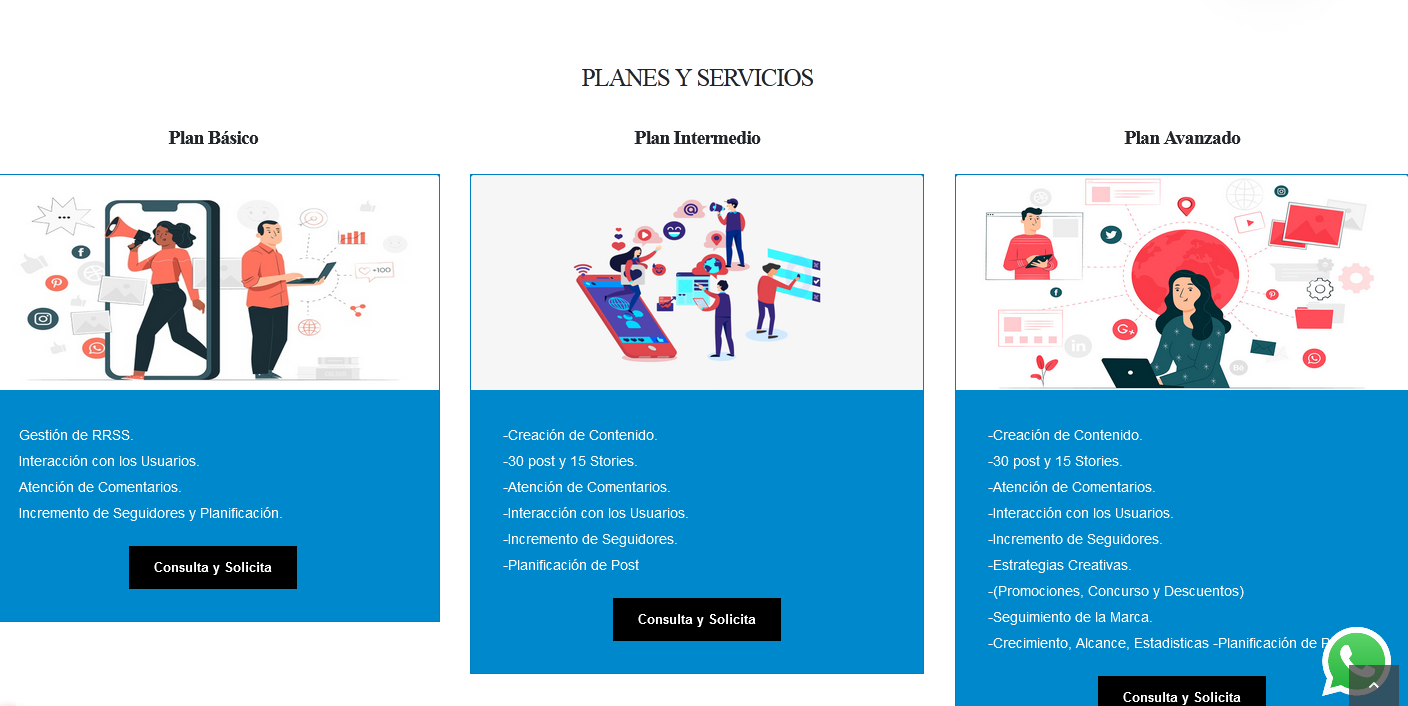 PLANES Y SERVICIOS
Plan Básico
+100
Gestión de RRSS.
Interacción con los Usuarios.
Atención de Comentarios.
Incremento de Seguidores y Planificación.
Consulta y Solicita
Plan Intermedio
-Creación de Contenido.
-30 post y 15 Stories.
-Atención de Comentarios.
-Interacción con los Usuarios.
-Incremento de Seguidores.
-Planificación de Post
Consulta y Solicita
Plan Avanzado
G+
in
Bē
-Creación de Contenido.
-30 post y 15 Stories.
-Atención de Comentarios.
-Interacción con los Usuarios.
-Incremento de Seguidores.
-Estrategias Creativas.
-(Promociones, Concurso y Descuentos)
-Seguimiento de la Marca.
-Crecimiento, Alcance, Estadisticas -Planificación de
Consulta y Solicita